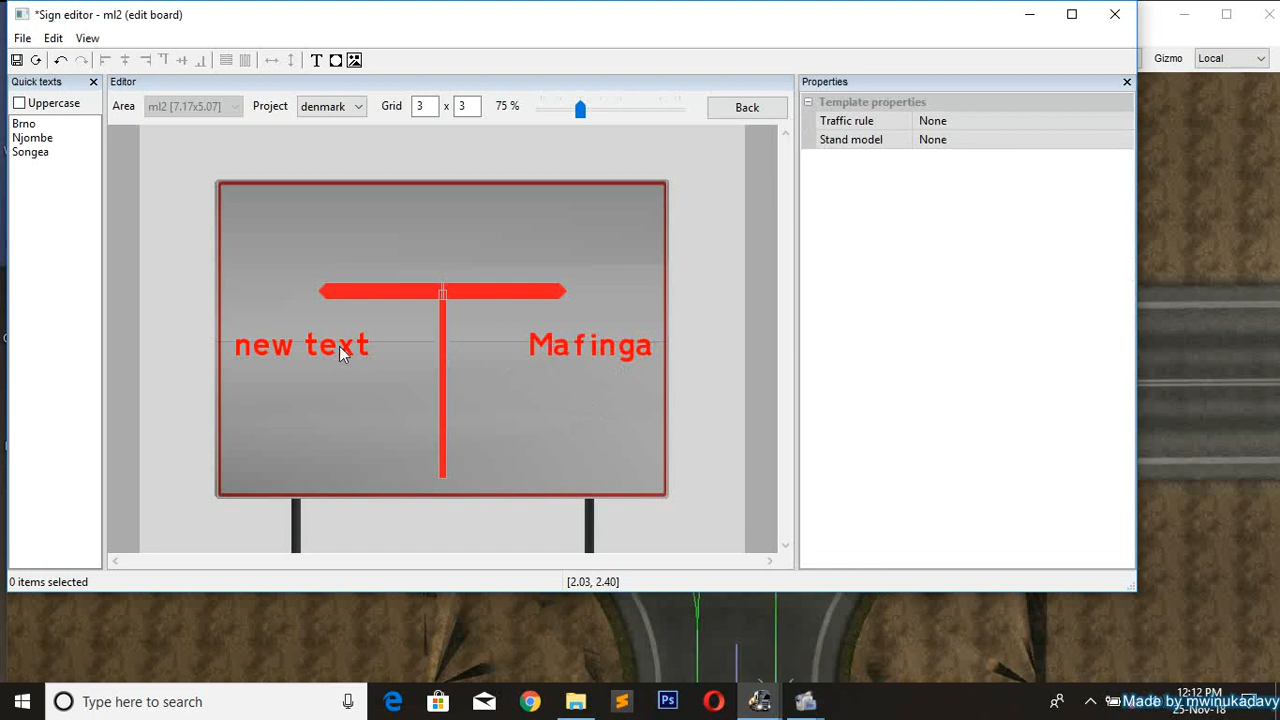 *Sign editor - ml2 (edit board)
File Edit View
Gizmo Local
Quick texts
Editor
Properties
Uppercase
Area ml2 [7.17x5.07] Project denmark Grid 3 x 3 75 % Back
Template properties
Traffic rule None
Stand model None
Brno
Njombe
Songea
new text
Mafinga
0 items selected
[2.03, 2.40]
Type here to search
12:12 PM
25-Nov-18
Made by mwinukadavy